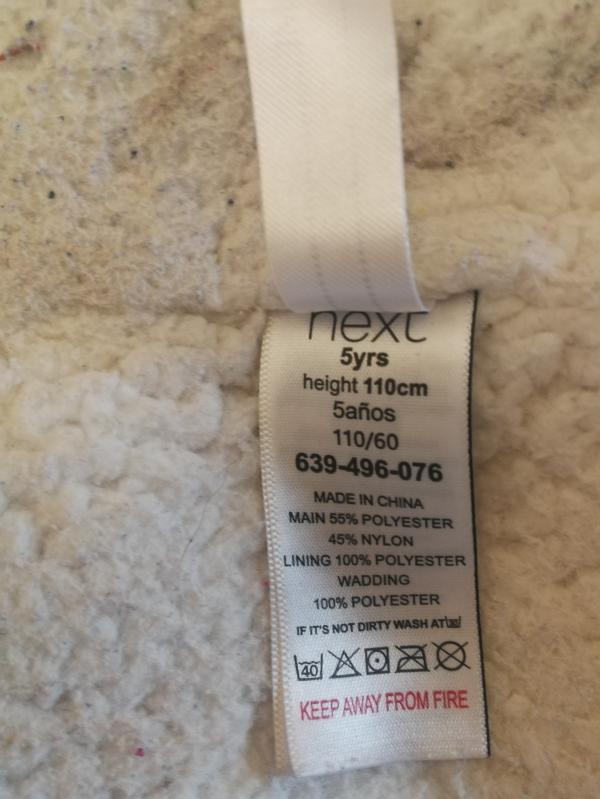 next
5yrs
height 110cm
5años
110/60
639-496-076
MADE IN CHINA
MAIN 55% POLYESTER
45% NYLON
LINING 100% POLYESTER
WADDING
100% POLYESTER
IF IT'S NOT DIRTY WASH AT
40
KEEP AWAY FROM FIRE